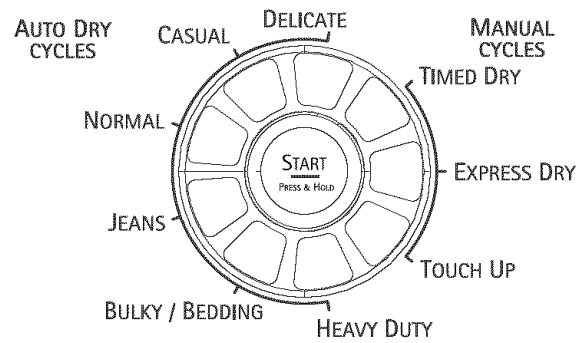 AUTO DRY
CYCLES
CASUAL
DELICATE
MANUAL
CYCLES
TIMED DRY
NORMAL
START
PRESS & HOLD
EXPRESS DRY
JEANS
TOUCH UP
BULKY / BEDDING
HEAVY DUTY